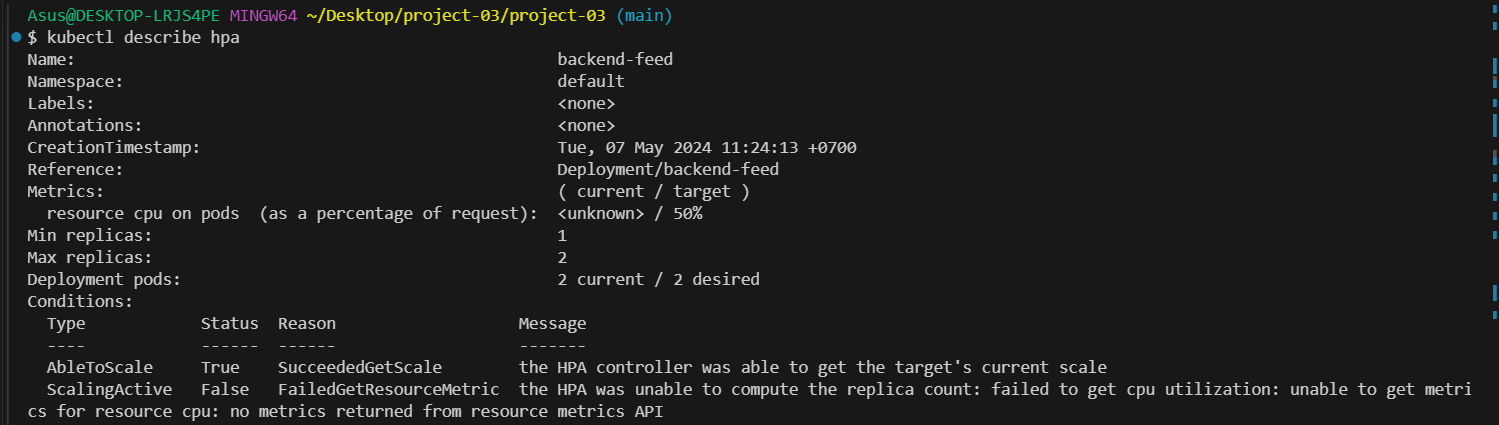 Asus@DESKTOP-LRJS4PE MINGW64 ~/Desktop/project-03/project-03 (main)
$ kubectl describe hpa
Name:                                                  backend-feed
Namespace:                                             default
Labels:                                                <none>
Annotations:                                           <none>
CreationTimestamp:                                     Tue, 07 May 2024 11:24:13 +0700
Reference:                                             Deployment/backend-feed
Metrics:                                               ( current / target )
  resource cpu on pods  (as a percentage of request):  <unknown> / 50%
Min replicas:                                          1
Max replicas:                                          2
Deployment pods:                                       2 current / 2 desired
Conditions:
  Type            Status  Reason                   Message
  ----            ------  ------                   -------
  AbleToScale     True    SucceededGetScale        the HPA controller was able to get the target's current scale
  ScalingActive   False   FailedGetResourceMetric  the HPA was unable to compute the replica count: failed to get cpu utilization: unable to get metri
cs for resource cpu: no metrics returned from resource metrics API